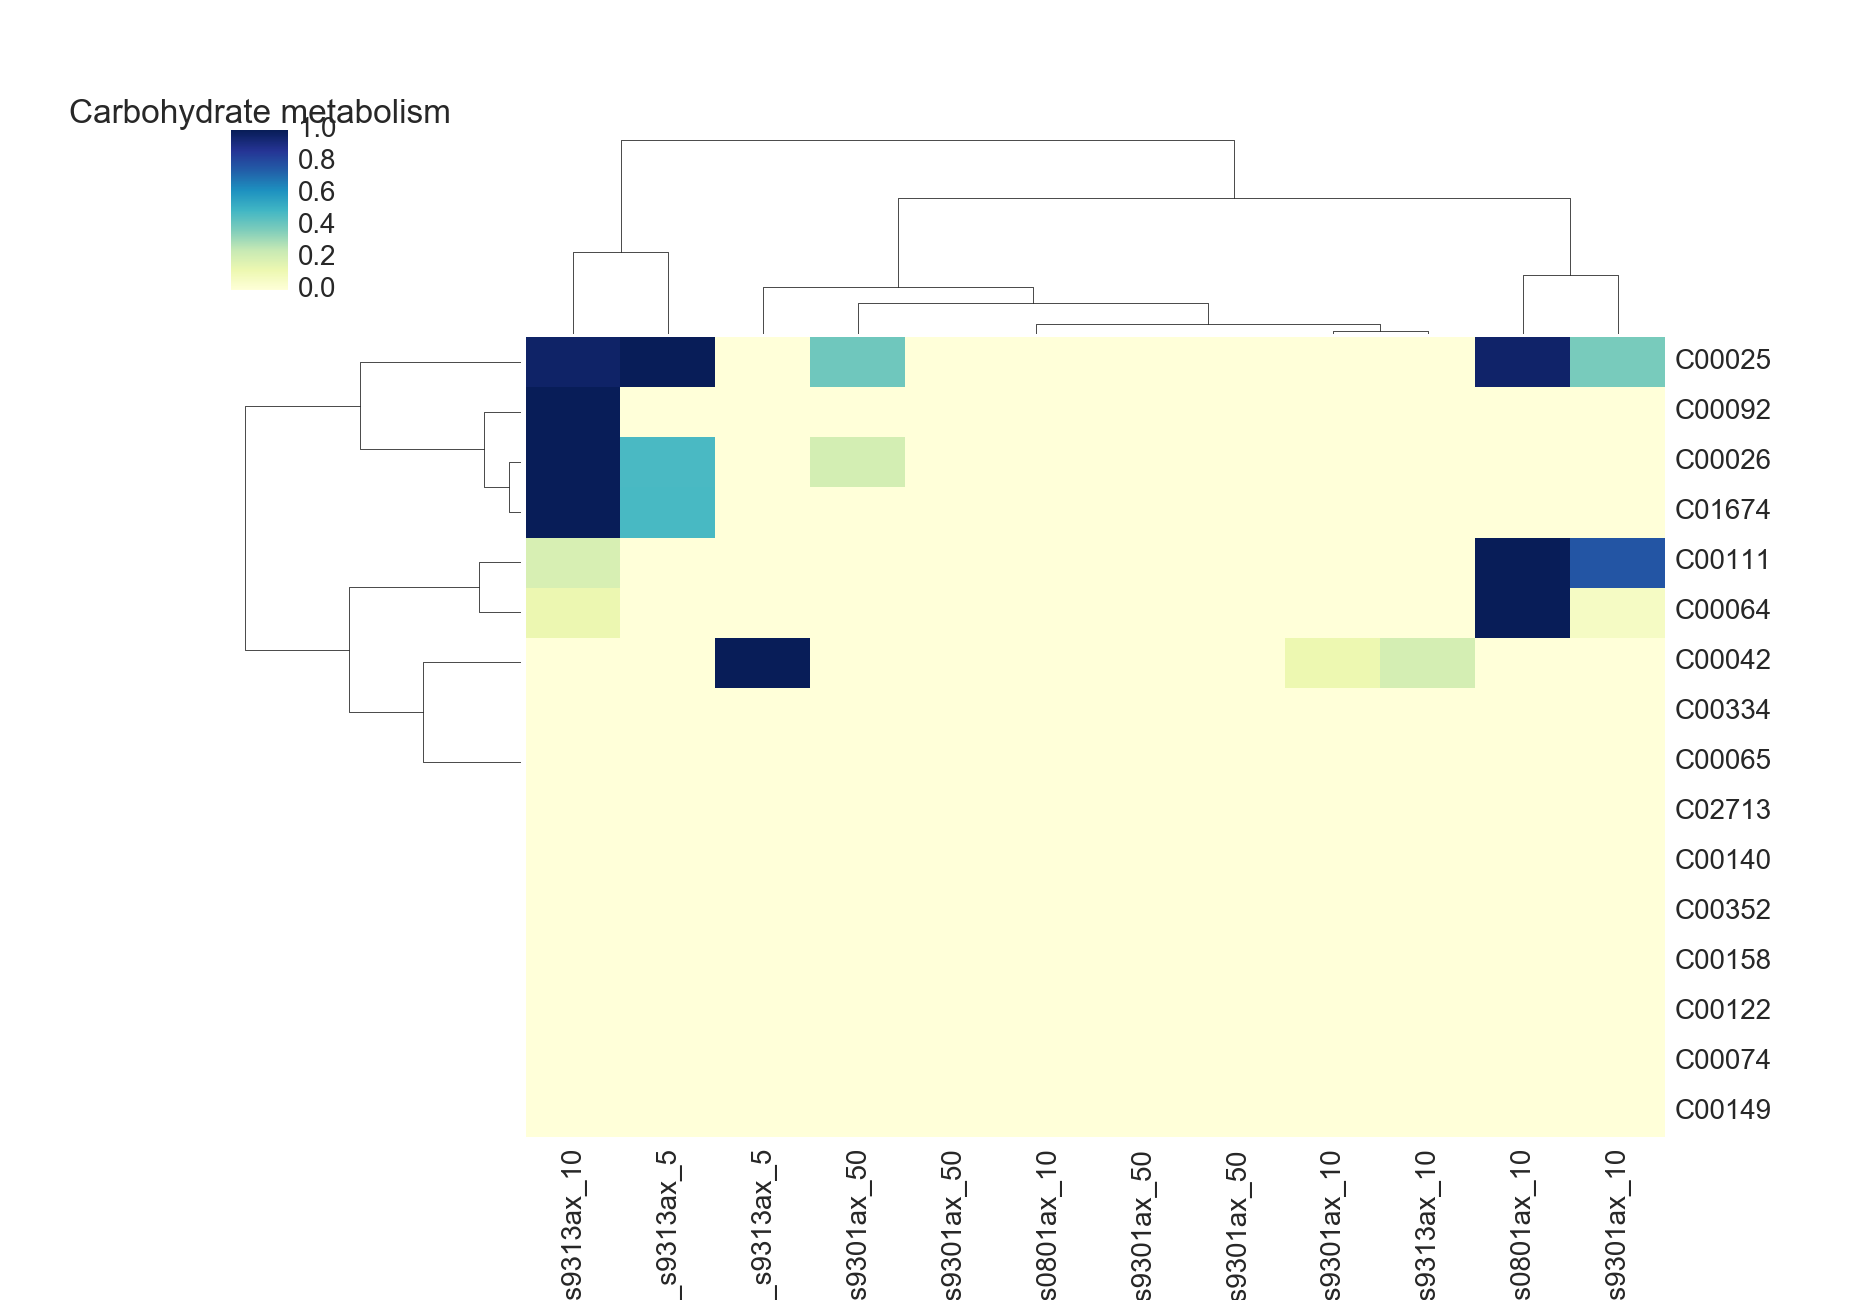 Carbohydrate metabolism
1.0
0.8
0.6
0.4
0.2
0.0
C00025
C00092
C00026
C01674
C00111
C00064
C00042
C00334
C00065
C02713
C00140
C00352
C00158
C00122
C00074
C00149
s9313ax_10
_s9313ax_5
_s9313ax_5
s9301ax_50
s9301ax_50
s0801ax_10
s9301ax_50
s9301ax_50
s9301ax_10
s9313ax_10
s0801ax_10
s9301ax_10